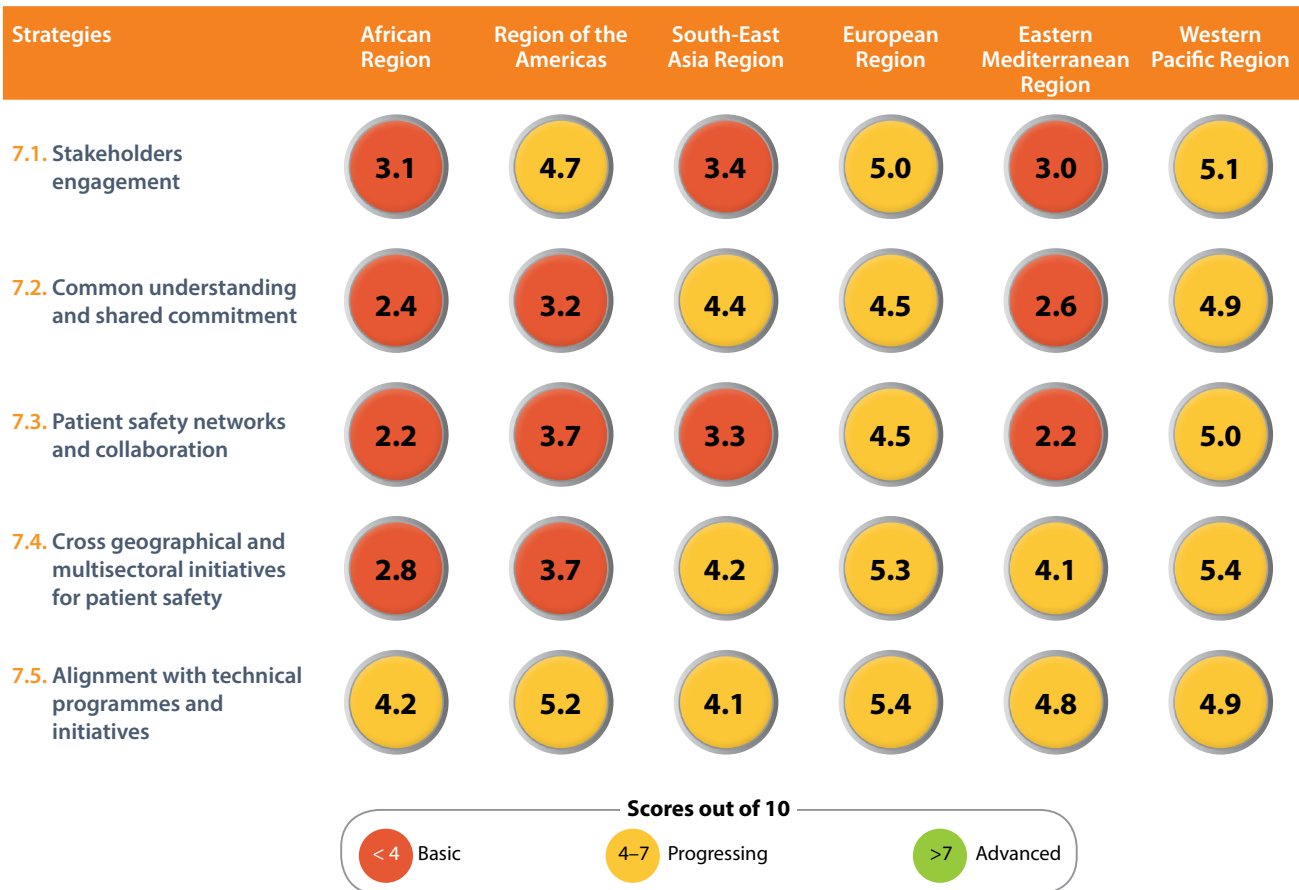 Strategies
African
Region
Region of the
Americas
South-East
Asia Region
European
Region
Eastern
Mediterranean
Region
Western
Pacific Region
7.1. Stakeholders
engagement
3.1 4.7 3.4 5.0 3.0 5.1
7.2. Common understanding
and shared commitment
2.4 3.2 4.4 4.5 2.6 4.9
7.3. Patient safety networks
and collaboration
2.2 3.7 3.3 4.5 2.2 5.0
7.4. Cross geographical and
multisectoral initiatives
for patient safety
2.8 3.7 4.2 5.3 4.1 5.4
7.5. Alignment with technical
programmes and
initiatives
4.2 5.2 4.1 5.4 4.8 4.9
Scores out of 10
< 4 Basic 4–7 Progressing >7 Advanced